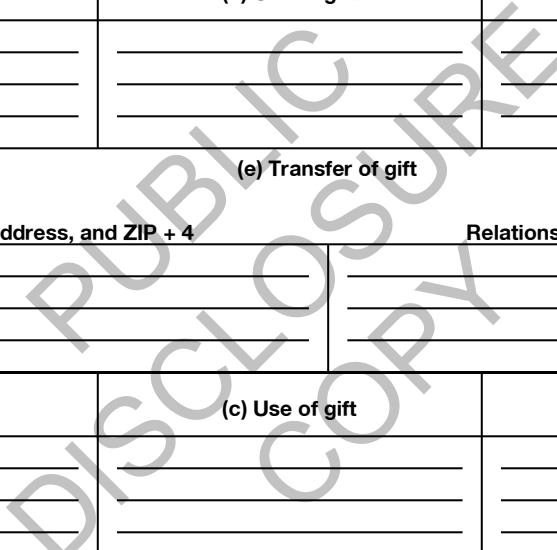 (e) Transfer of gift
ddress, and ZIP + 4 Relations
(c) Use of gift
PUBLIC
DISCLOSURE
COPY